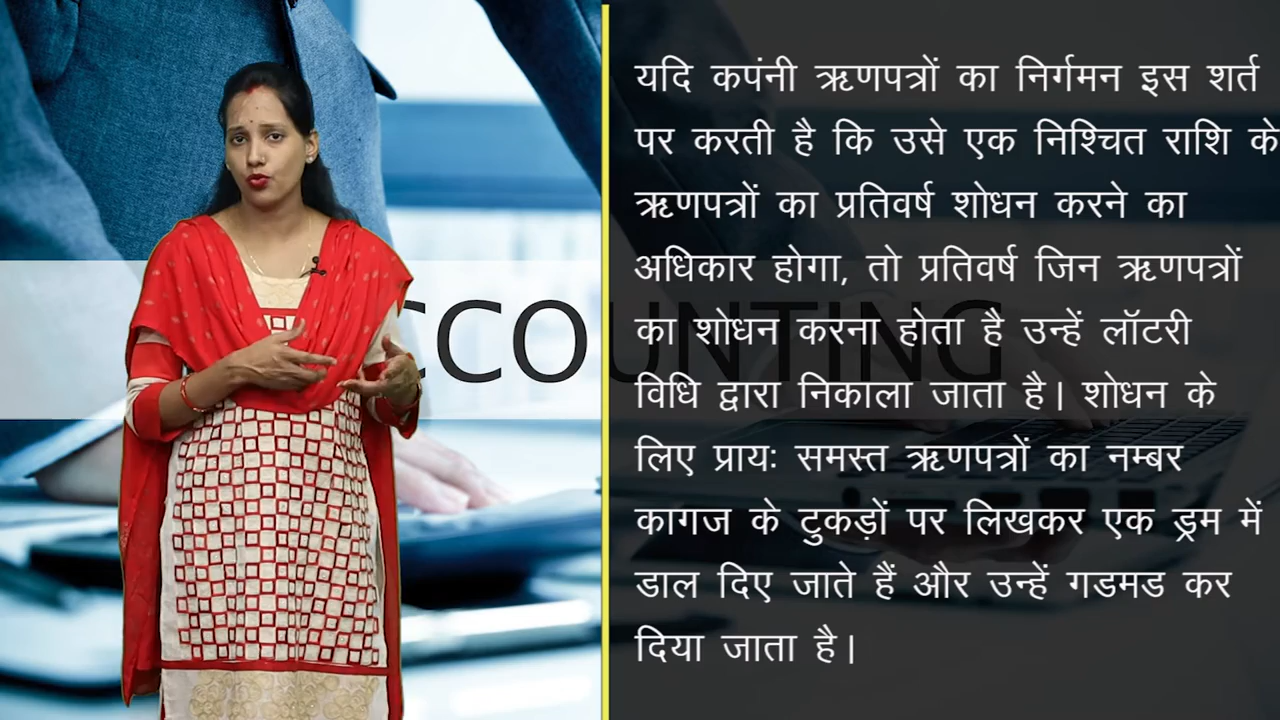 यदि कपंनी ऋणपत्रों का निर्गमन इस शर्त
पर करती है कि उसे एक निश्चित राशि के
ऋणपत्रों का प्रतिवर्ष शोधन करने का
अधिकार होगा, तो प्रतिवर्ष जिन ऋणपत्रों
का शोधन करना होता है उन्हें लॉटरी
विधि द्वारा निकाला जाता है। शोधन के
लिए प्रायः समस्त ऋणपत्रों का नम्बर
कागज के टुकड़ों पर लिखकर एक ड्रम में
डाल दिए जाते हैं और उन्हें गडमड कर
दिया जाता है।
CCOUNTING